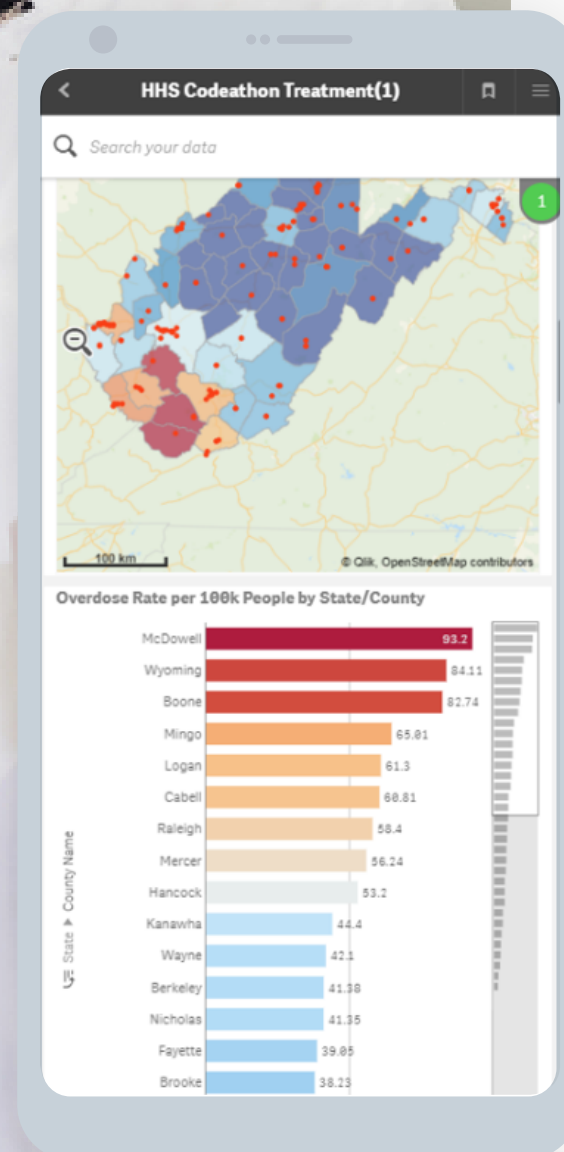 HHS Codeathon Treatment(1)
Search your data
1
100 km
© Qlik, OpenStreetMap contributors
Overdose Rate per 100k People by State/County
McDowell 93.2
Wyoming 84.11
Boone 82.74
Mingo 65.01
Logan 61.3
Cabell 60.81
Raleigh 58.4
Mercer 56.24
Hancock 53.2
Kanawha 44.4
Wayne 42.1
Berkeley 41.38
Nicholas 41.35
Fayette 39.05
Brooke 38.23
State ▸ County Name